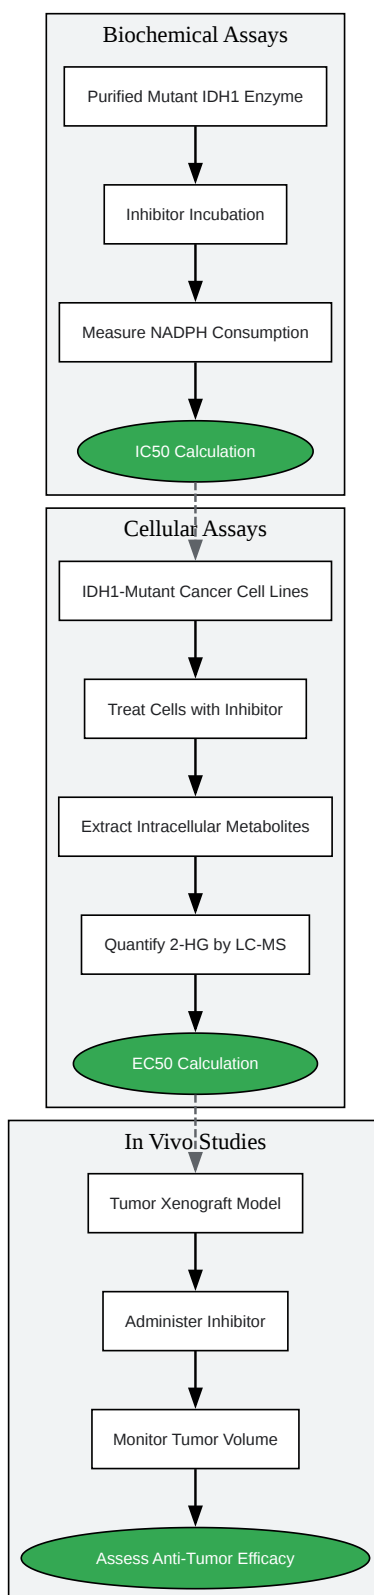 Biochemical Assays
Purified Mutant IDH1 Enzyme
Inhibitor Incubation
Measure NADPH Consumption
IC50 Calculation
Cellular Assays
IDH1-Mutant Cancer Cell Lines
Treat Cells with Inhibitor
Extract Intracellular Metabolites
Quantify 2-HG by LC-MS
EC50 Calculation
In Vivo Studies
Tumor Xenograft Model
Administer Inhibitor
Monitor Tumor Volume
Assess Anti-Tumor Efficacy